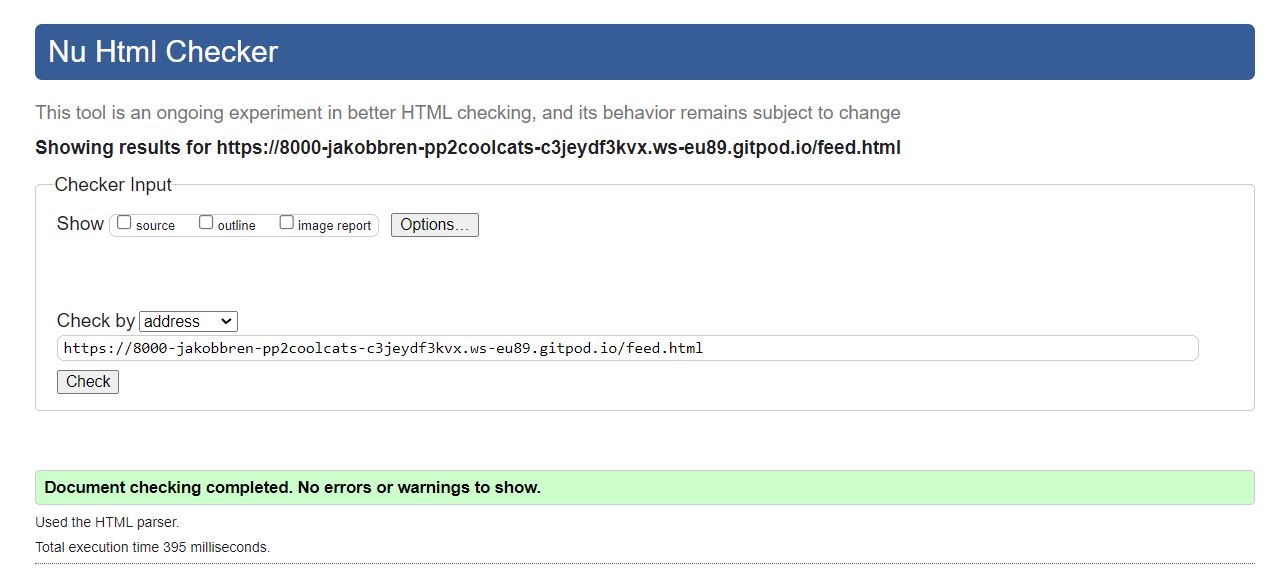 Nu Html Checker
This tool is an ongoing experiment in better HTML checking, and its behavior remains subject to change
Showing results for https://8000-jakobbren-pp2coolcats-c3jeydf3kvx.ws-eu89.gitpod.io/feed.html
Checker Input
Show source outline image report Options...
Check by address
https://8000-jakobbren-pp2coolcats-c3jeydf3kvx.ws-eu89.gitpod.io/feed.html
Check
Document checking completed. No errors or warnings to show.
Used the HTML parser.
Total execution time 395 milliseconds.